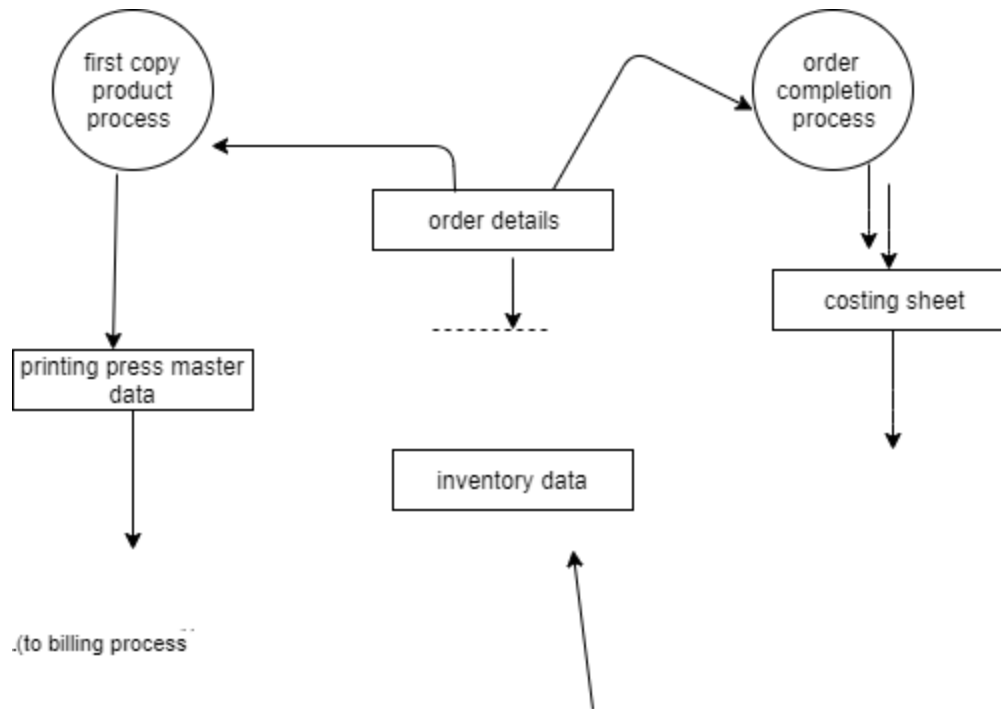 first copy
product
process
order
completion
process
order details
costing sheet
printing press master
data
inventory data
(to billing process